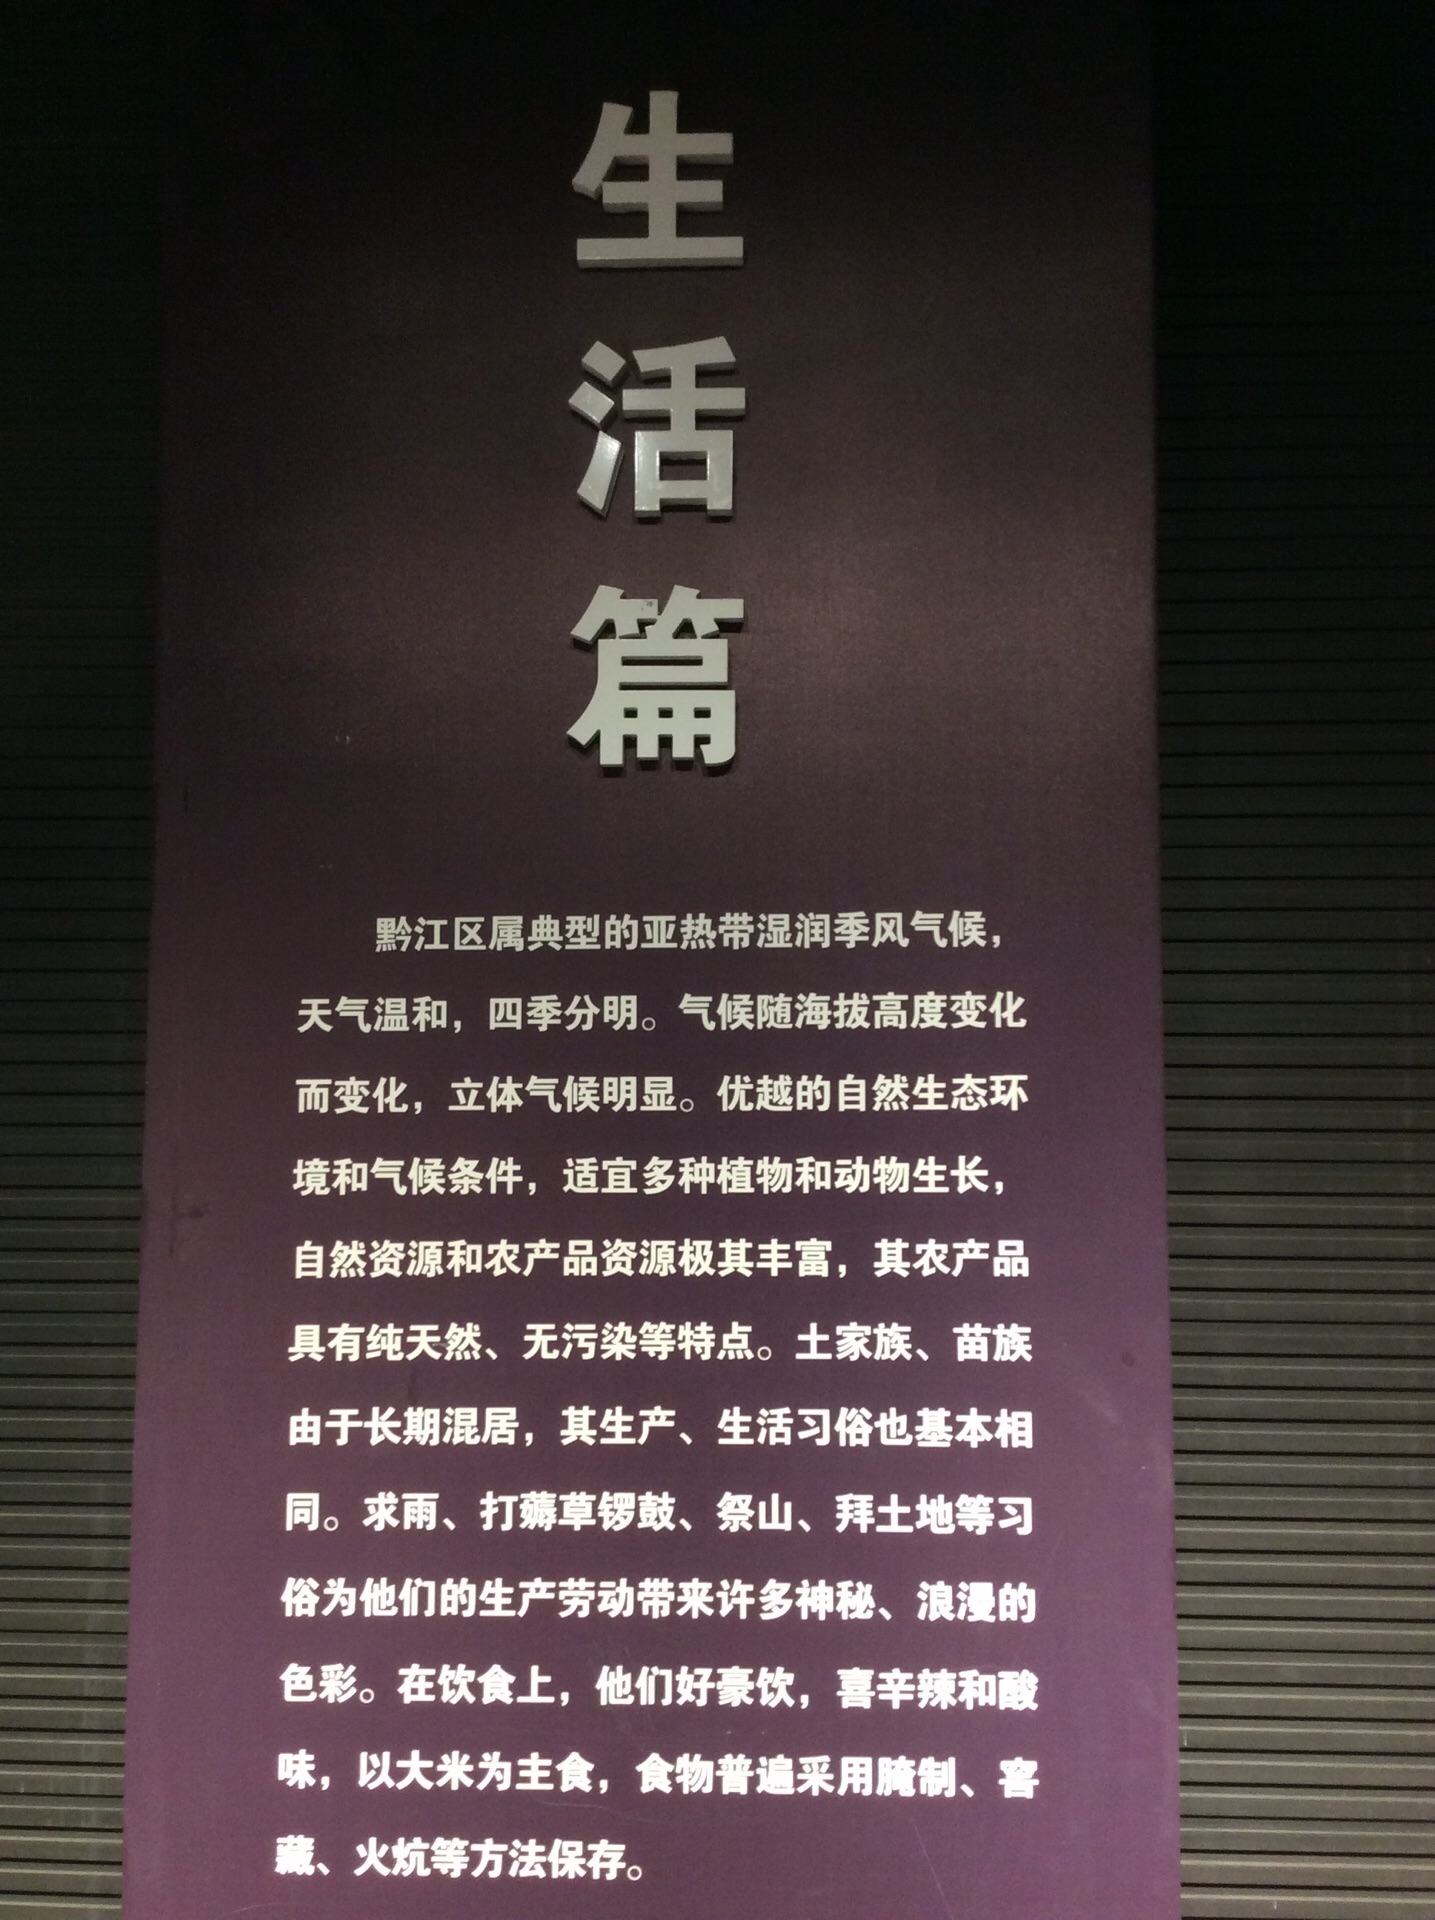 生活篇
黔江区属典型的亚热带湿润季风气候，
天气温和，四季分明。气候随海拔高度变化
而变化，立体气候明显。优越的自然生态环
境和气候条件，适宜多种植物和动物生长，
自然资源和农产品资源极其丰富，其农产品
具有纯天然、无污染等特点。土家族、苗族
由于长期混居，其生产、生活习俗也基本相
同。求雨、打薅草锣鼓、祭山、拜土地等习
俗为他们的生产劳动带来许多神秘、浪漫的
色彩。在饮食上，他们好豪饮，喜辛辣和酸
味，以大米为主食，食物普遍采用腌制、窖
藏、火炕等方法保存。